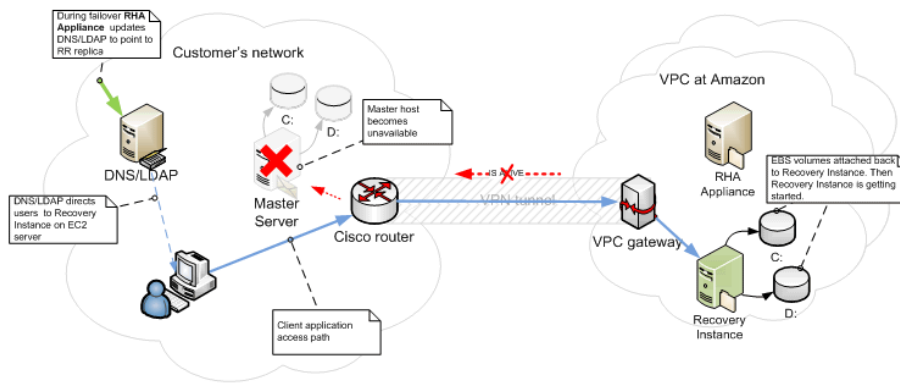 During failover RHA
Appliance updates
DNS/LDAP to point to
RR replica
Customer's network
VPC at Amazon
C:
D:
Master host
becomes
unavailable
DNS/LDAP
IS ALIVE
RHA
Appliance
EBS volumes attached back
to Recovery Instance. Then
Recovery Instance is getting
started.
DNS/LDAP directs
users to Recovery
Instance on EC2
server
Master
Server
Cisco router
VPN tunnel
VPC gateway
C:
D:
Recovery
Instance
Client application
access path